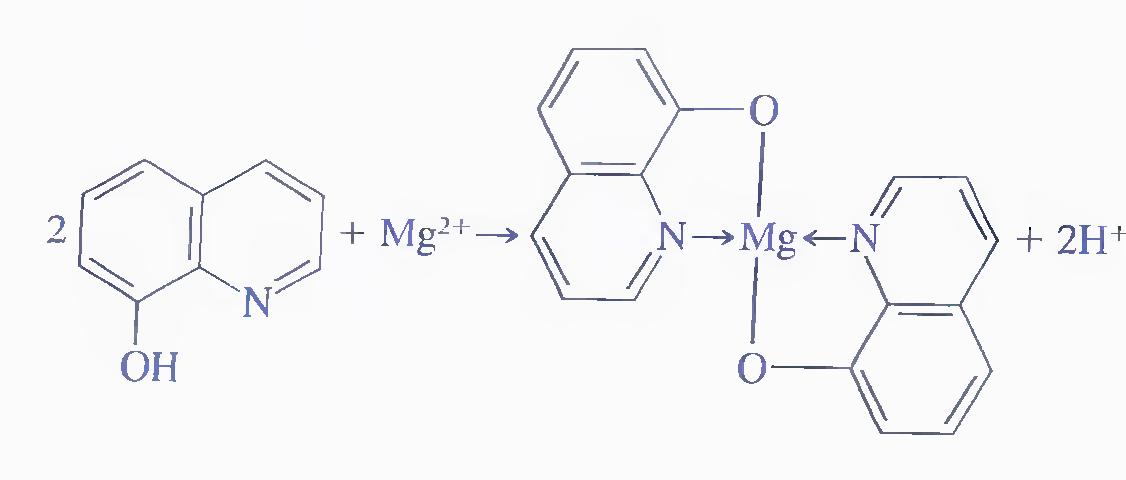 2 OH N + Mg²⁺ → O N → Mg ← N O + 2H⁺